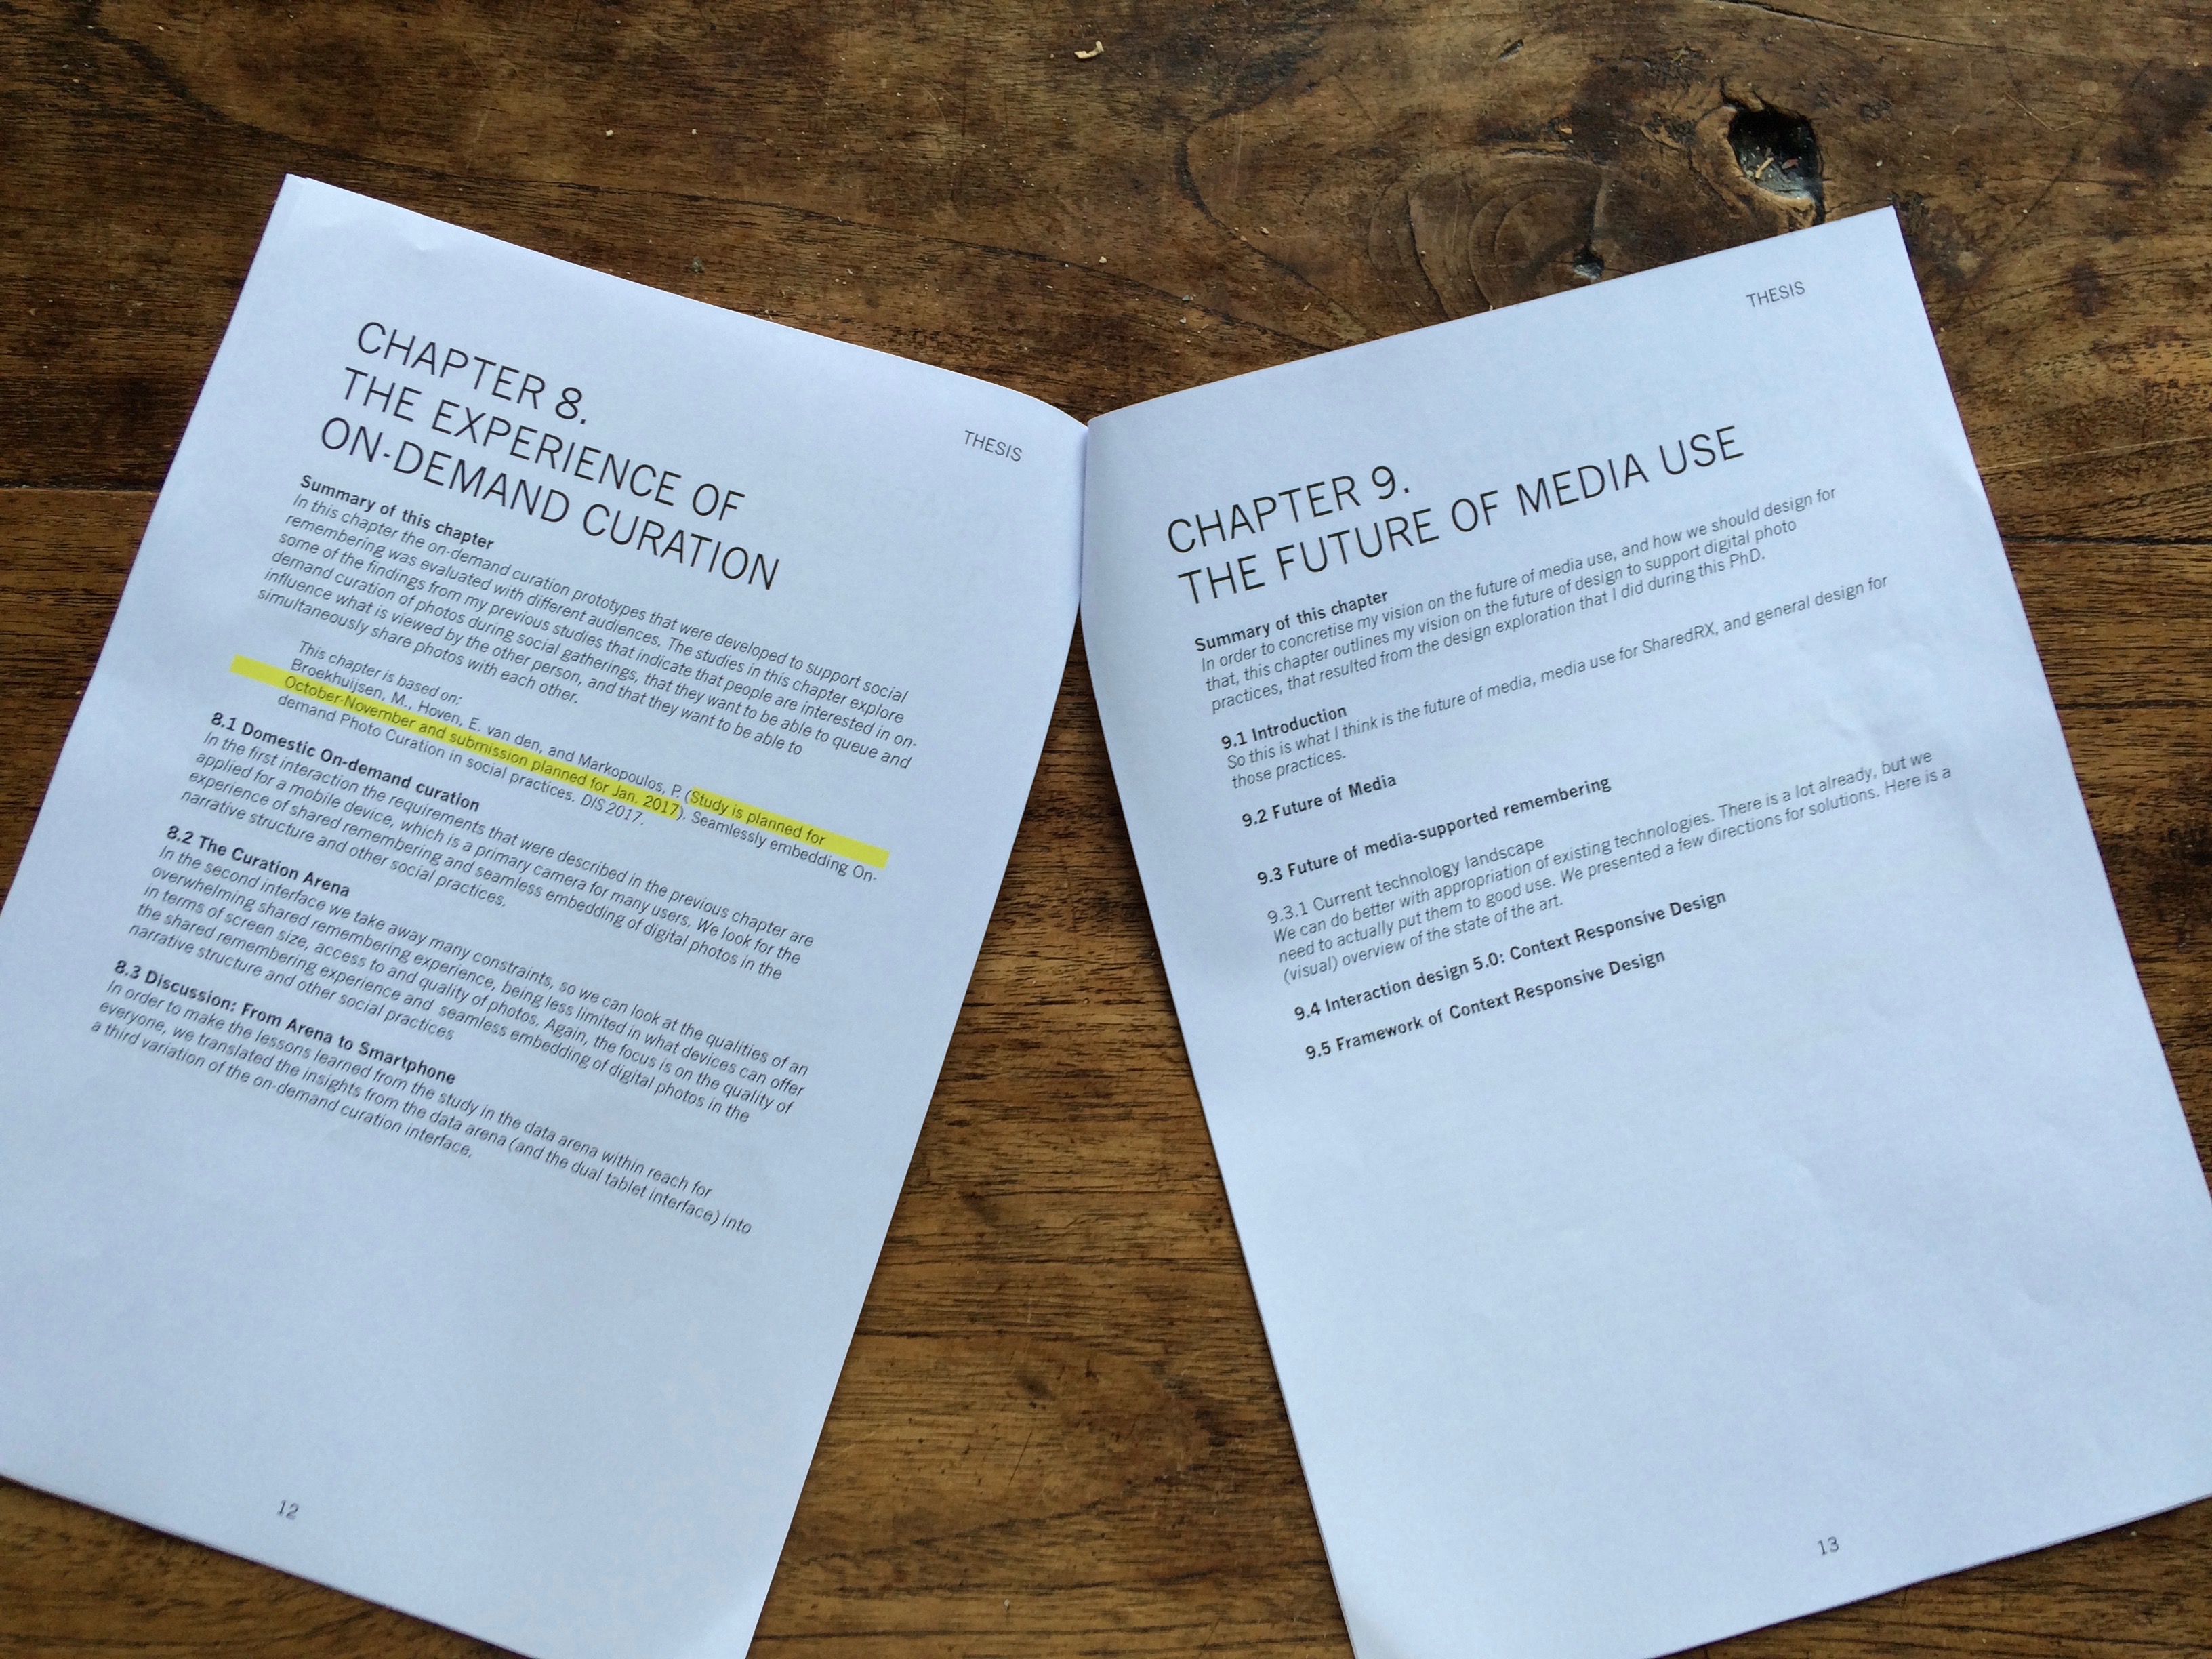 THESIS
CHAPTER 8.
THE EXPERIENCE OF
ON-DEMAND CURATION
Summary of this chapter
In this chapter the on-demand curation prototypes that were developed to support social
remembering was evaluated with different audiences. The studies in this chapter explore
some of the findings from my previous studies that indicate that people are interested in on-
demand curation of photos during social gatherings, that they want to be able to queue and
influence what is viewed by the other person, and that they want to be able to
simultaneously share photos with each other.
This chapter is based on:
Broekhuijsen, M., Hoven, E. van den, and Markopoulos, P. (Study is planned for
October-November and submission planned for Jan. 2017). Seamlessly embedding On-
demand Photo Curation in social practices. DIS 2017.
8.1 Domestic On-demand curation
In the first interaction the requirements that were described in the previous chapter are
applied for a mobile device, which is a primary camera for many users. We look for the
experience of shared remembering and seamless embedding of digital photos in the
narrative structure and other social practices.
8.2 The Curation Arena
In the second interface we take away many constraints, so we can look at the qualities of an
overwhelming shared remembering experience, being less limited in what devices can offer
in terms of screen size, access to and quality of photos. Again, the focus is on the quality of
the shared remembering experience and seamless embedding of digital photos in the
narrative structure and other social practices
8.3 Discussion: From Arena to Smartphone
In order to make the lessons learned from the study in the data arena within reach for
everyone, we translated the insights from the data arena (and the dual tablet interface) into
a third variation of the on-demand curation interface.
12
THESIS
CHAPTER 9.
THE FUTURE OF MEDIA USE
Summary of this chapter
In order to concretise my vision on the future of media use, and how we should design for
that, this chapter outlines my vision on the future of design to support digital photo
practices, that resulted from the design exploration that I did during this PhD.
9.1 Introduction
So this is what I think is the future of media, media use for SharedRX, and general design for
those practices.
9.2 Future of Media
9.3 Future of media-supported remembering
9.3.1 Current technology landscape
We can do better with appropriation of existing technologies. There is a lot already, but we
need to actually put them to good use. We presented a few directions for solutions. Here is a
(visual) overview of the state of the art.
9.4 Interaction design 5.0: Context Responsive Design
9.5 Framework of Context Responsive Design
13